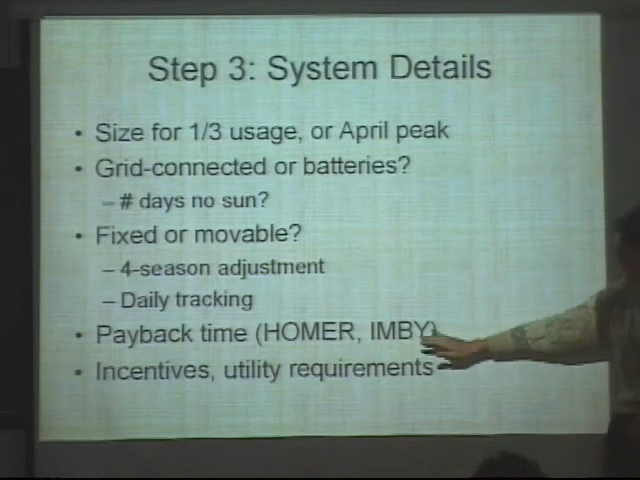 Step 3: System Details
• Size for 1/3 usage, or April peak
• Grid-connected or batteries?
– # days no sun?
• Fixed or movable?
– 4-season adjustment
– Daily tracking
• Payback time (HOMER, IMBY)
• Incentives, utility requirements